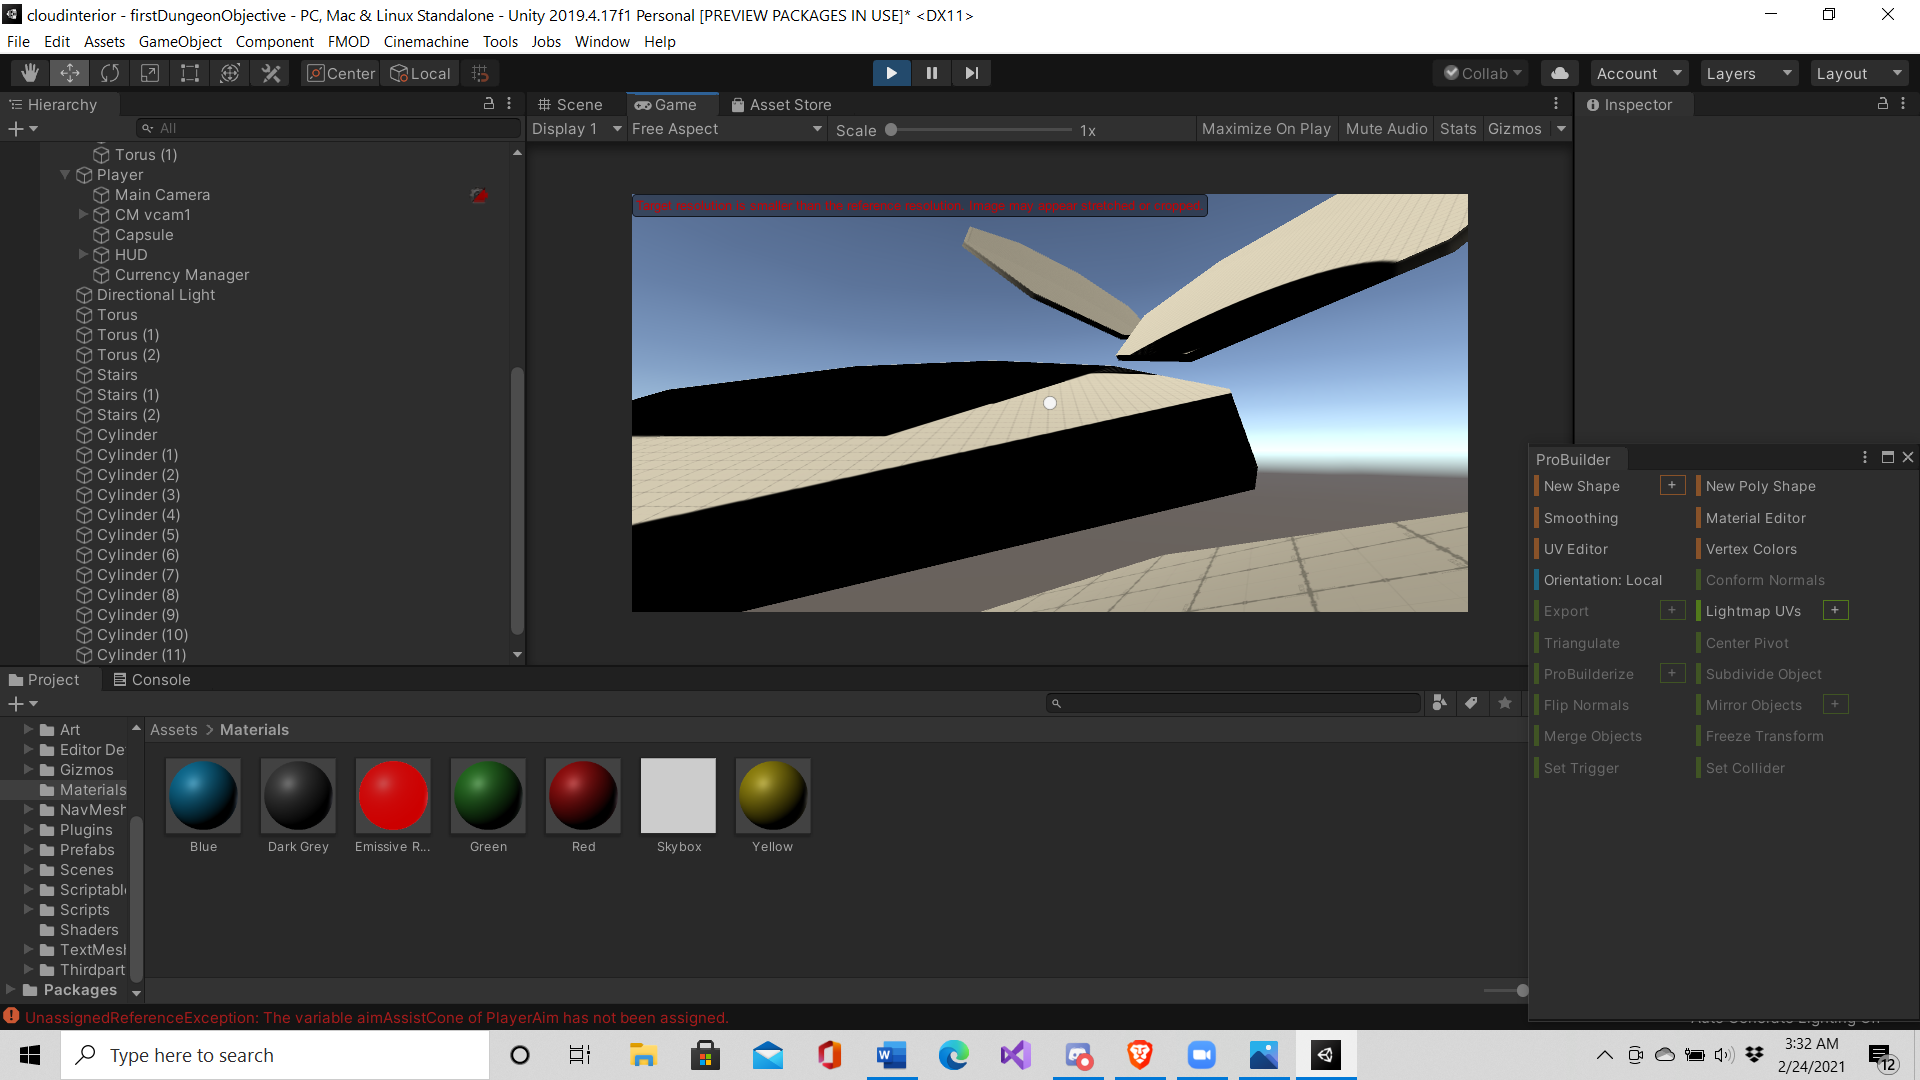 cloudinterior - firstDungeonObjective - PC, Mac & Linux Standalone - Unity 2019.4.17f1 Personal [PREVIEW PACKAGES IN USE]* <DX11>
File Edit Assets GameObject Component FMOD Cinemachine Tools Jobs Window Help
Center Local Collab Account Layers Layout
Hierarchy Scene Game Asset Store Inspector
All Display 1 Free Aspect Scale 1x Maximize On Play Mute Audio Stats Gizmos
Torus (1)
Player
Main Camera
CM vcam1
Capsule
HUD
Currency Manager
Directional Light
Torus
Torus (1)
Torus (2)
Stairs
Stairs (1)
Stairs (2)
Cylinder
Cylinder (1)
Cylinder (2)
Cylinder (3)
Cylinder (4)
Cylinder (5)
Cylinder (6)
Cylinder (7)
Cylinder (8)
Cylinder (9)
Cylinder (10)
Cylinder (11)
ProBuilder
New Shape + New Poly Shape
Smoothing Material Editor
UV Editor Vertex Colors
Orientation: Local Conform Normals
Export + Lightmap UVs +
Triangulate Center Pivot
ProBuilderize + Subdivide Object
Flip Normals Mirror Objects +
Merge Objects Freeze Transform
Set Trigger Set Collider
Project Console
Assets > Materials
Art
Editor De
Gizmos
Materials
NavMesh
Plugins
Prefabs
Scenes
Scriptabl
Scripts
Shaders
TextMesh
Thirdpart
Packages
Blue Dark Grey Emissive R... Green Red Skybox Yellow
UnassignedReferenceException: The variable aimAssistCone of PlayerAim has not been assigned.
Type here to search
3:32 AM
2/24/2021
12